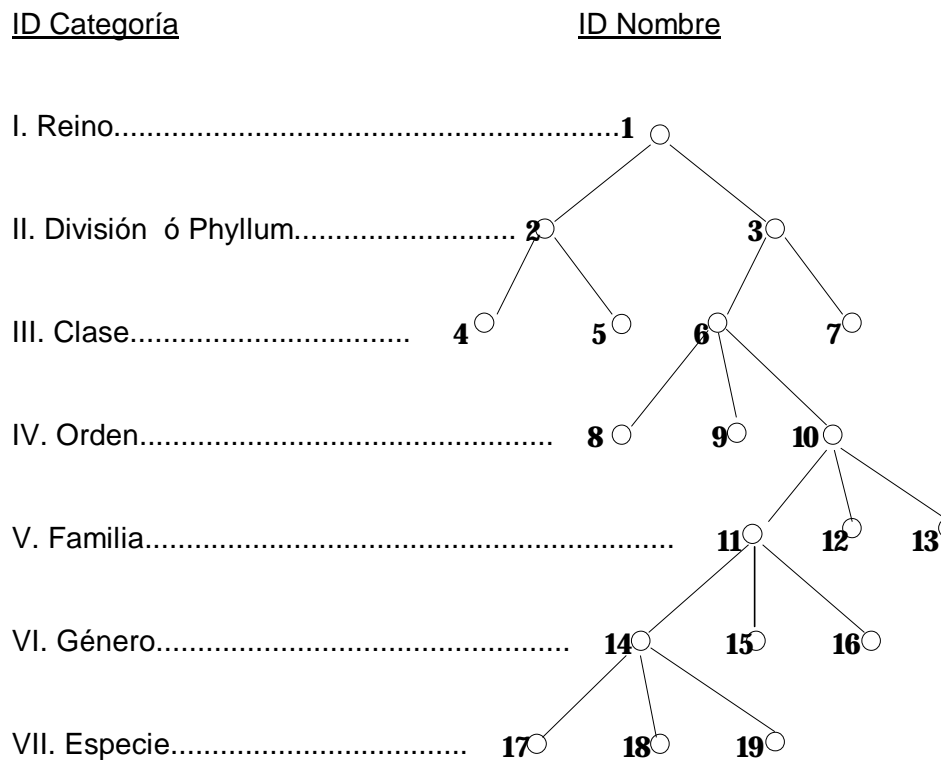 ID Categoría ID Nombre
I. Reino............................................................1
II. División ó Phyllum........................... 2 3
III. Clase.................................. 4 5 6 7
IV. Orden.................................................. 8 9 10
V. Familia................................................................ 11 12 13
VI. Género.................................................. 14 15 16
VII. Especie.................................... 17 18 19